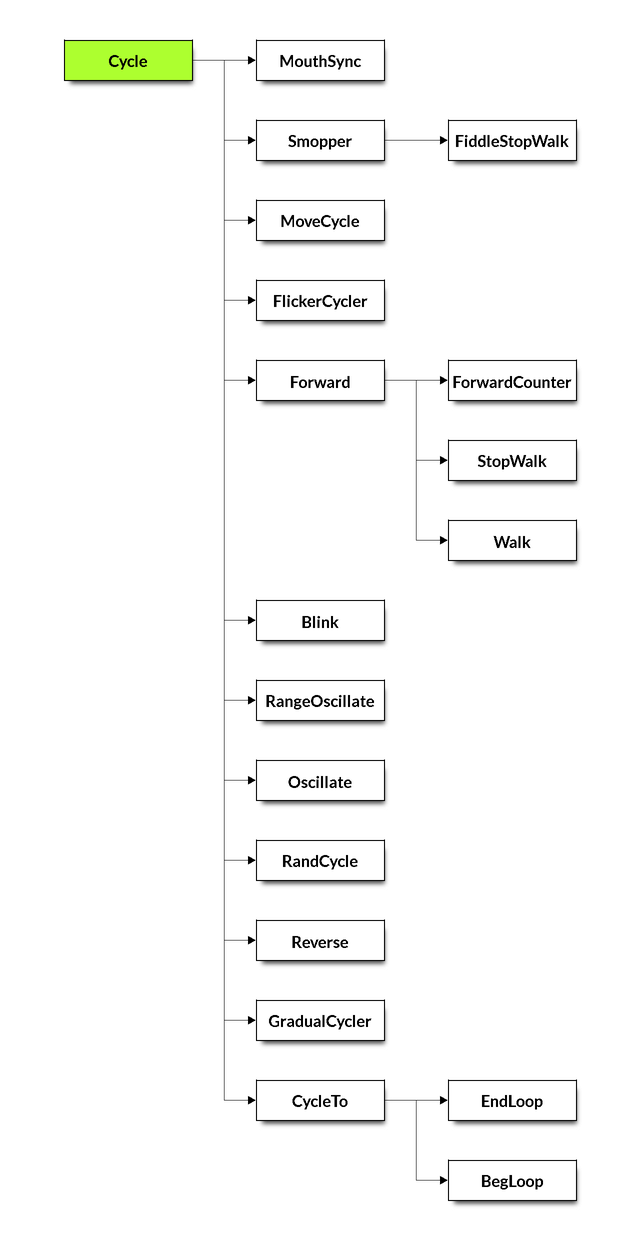 Cycle
MouthSync
Smopper
FiddleStopWalk
MoveCycle
FlickerCycler
Forward
ForwardCounter
StopWalk
Walk
Blink
RangeOscillate
Oscillate
RandCycle
Reverse
GradualCycler
CycleTo
EndLoop
BegLoop